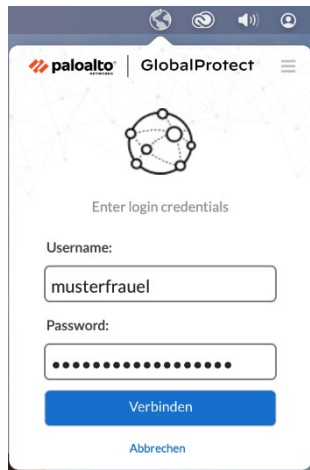 paloalto GlobalProtect
NETWORKS
Enter login credentials
Username:
musterfrauel
Password:
••••••••••••••••••
Verbinden
Abbrechen